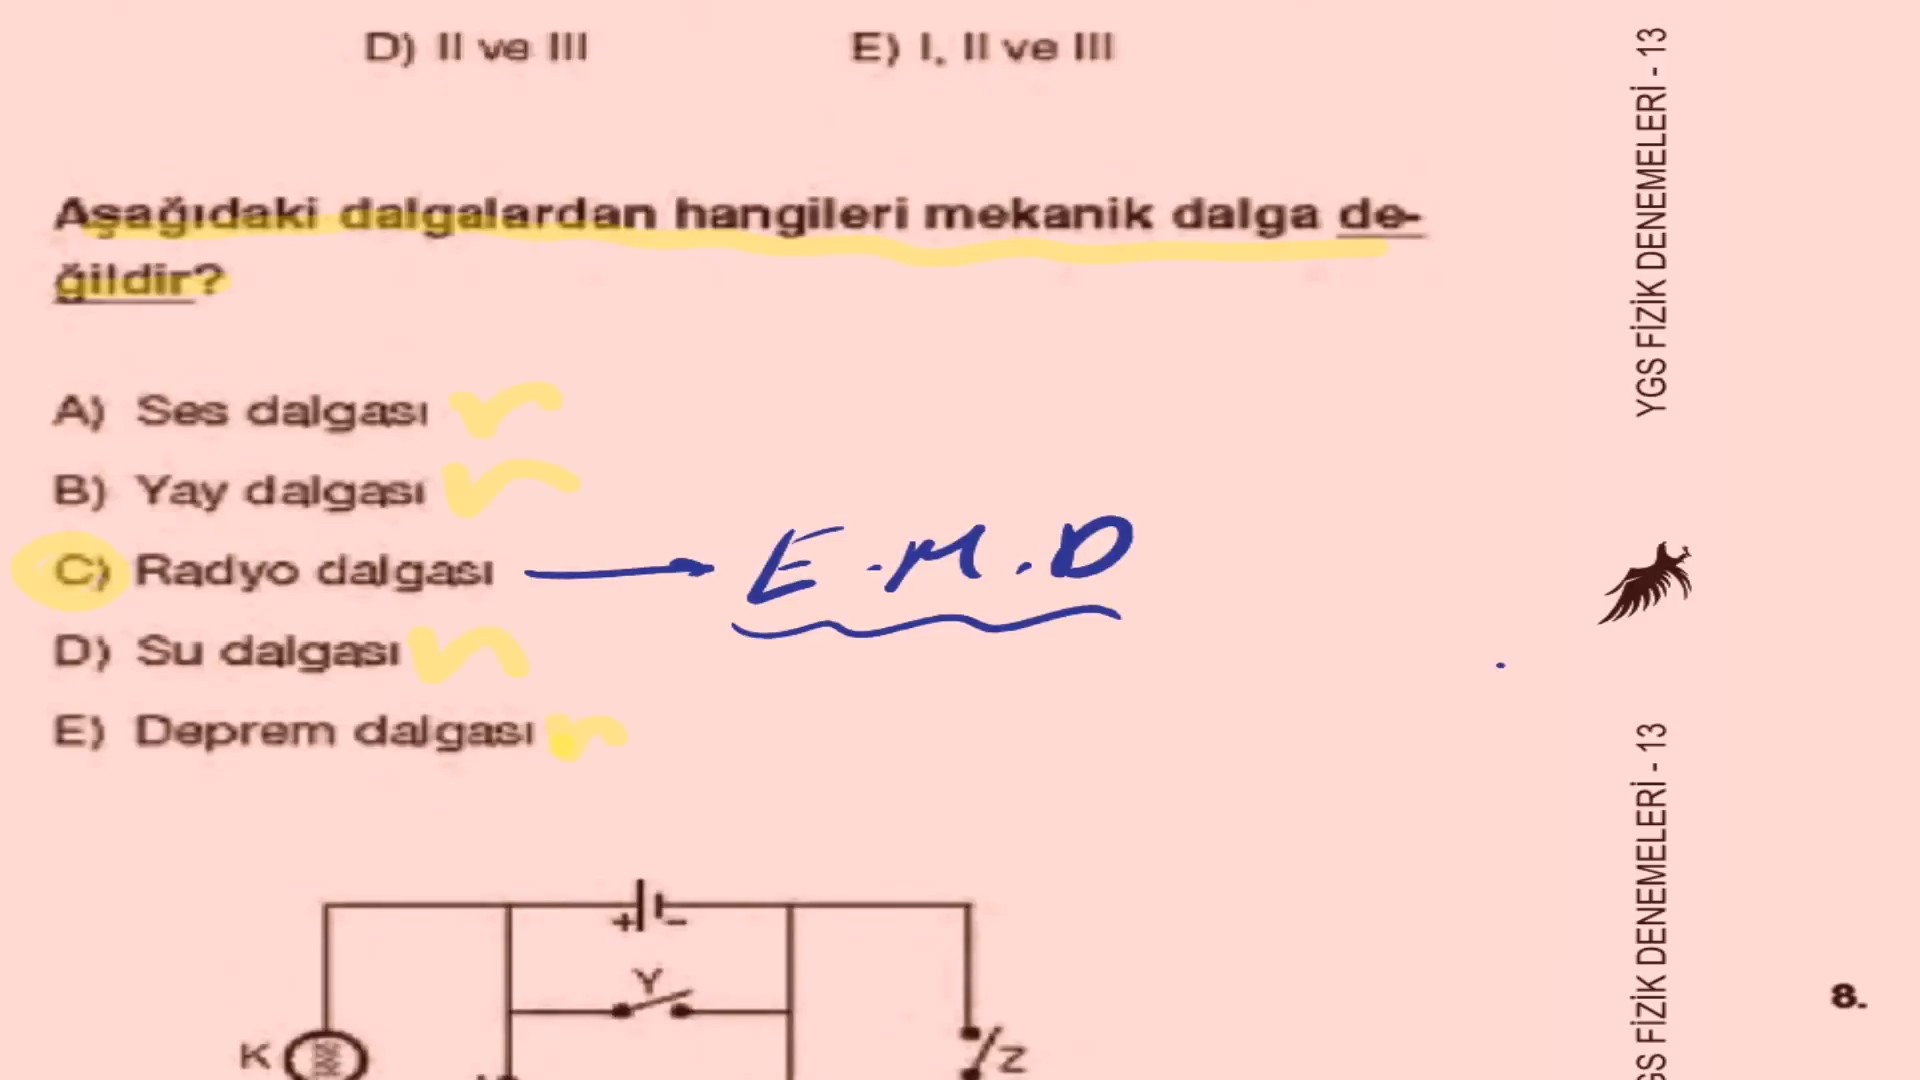 D) II ve III E) I, II ve III
Aşağıdaki dalgalardan hangileri mekanik dalga de-
ğildir?
A) Ses dalgası
B) Yay dalgası
C) Radyo dalgası E.M.D
D) Su dalgası
E) Deprem dalgası
+ -
Y
K
Z
YGS FİZİK DENEMELERİ - 13
GS FİZİK DENEMELERİ - 13
8.